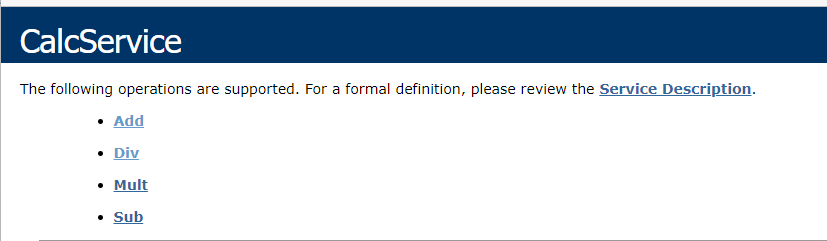 CalcService
The following operations are supported. For a formal definition, please review the Service Description.
Add
Div
Mult
Sub